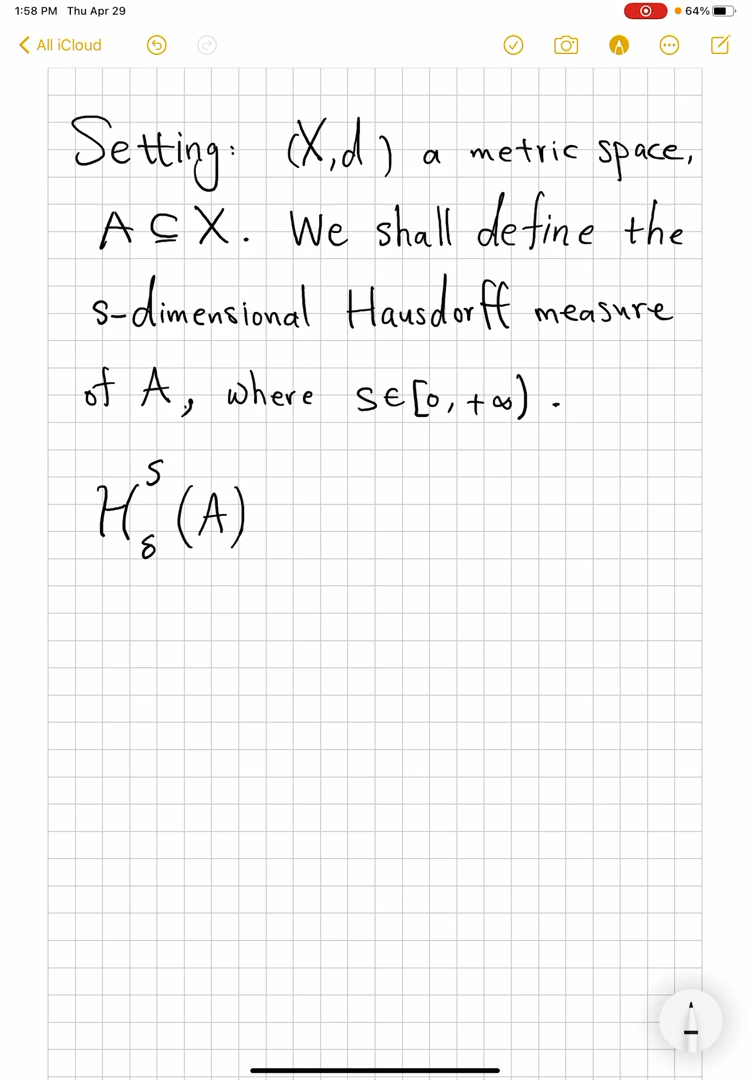 1:58 PM Thu Apr 29 64%
All iCloud
Setting: (X,d) a metric space,
A ⊆ X. We shall define the
s-dimensional Hausdorff measure
of A, where s∈[0, +∞).
H^s_δ (A)